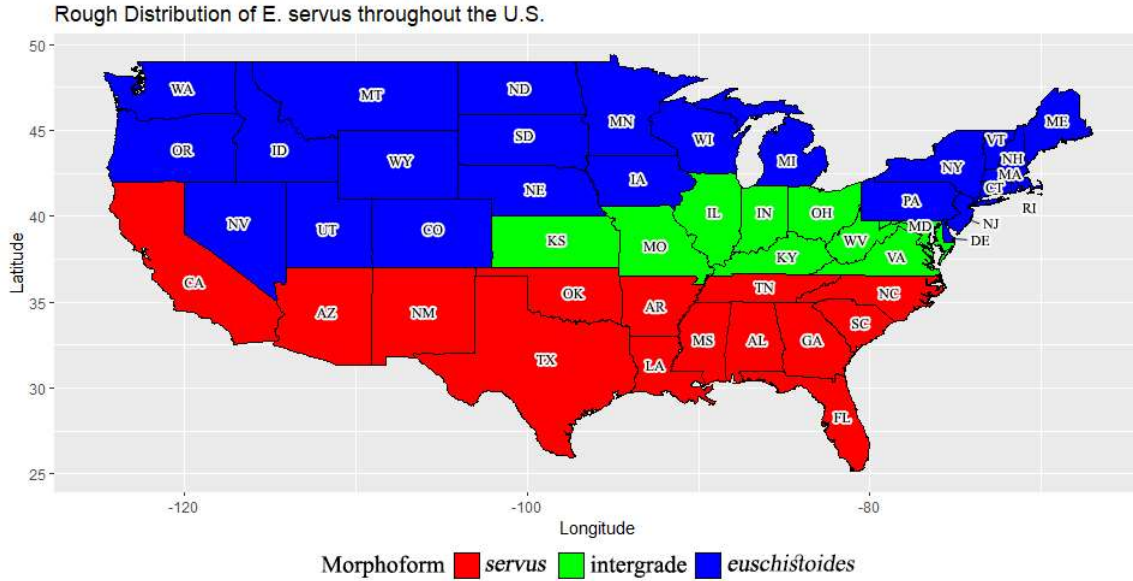 Rough Distribution of E. servus throughout the U.S.
50
45
40
35
30
25
Latitude
WA
MT
ND
MN
ME
OR
ID
SD
WI
VT
NH
WY
MI
NY
MA
IA
CT
NE
PA
RI
NV
UT
CO
IL
IN
OH
MD
NJ
KS
MO
WV
DE
KY
VA
CA
AZ
NM
OK
AR
TN
NC
SC
TX
LA
MS
AL
GA
FL
-120
-100
-80
Longitude
Morphoform servus intergrade euschistoides